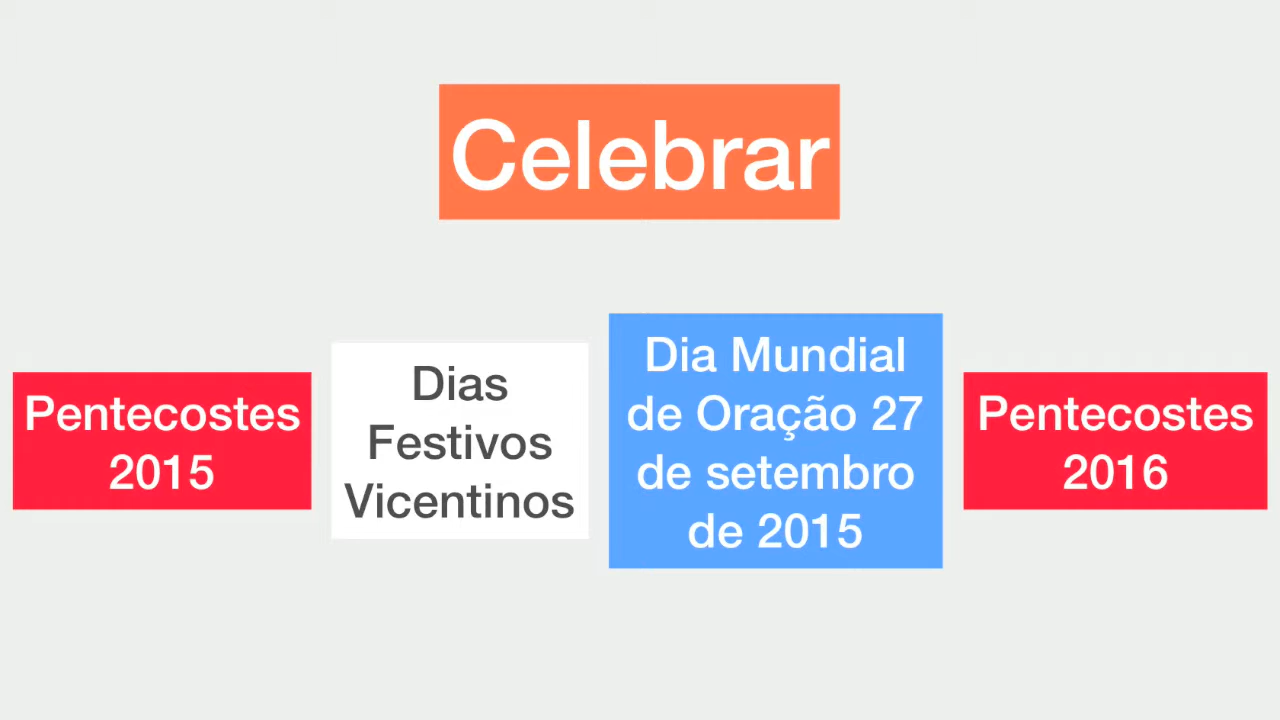 Celebrar
Pentecostes
2015
Dias
Festivos
Vicentinos
Dia Mundial
de Oração 27
de setembro
de 2015
Pentecostes
2016